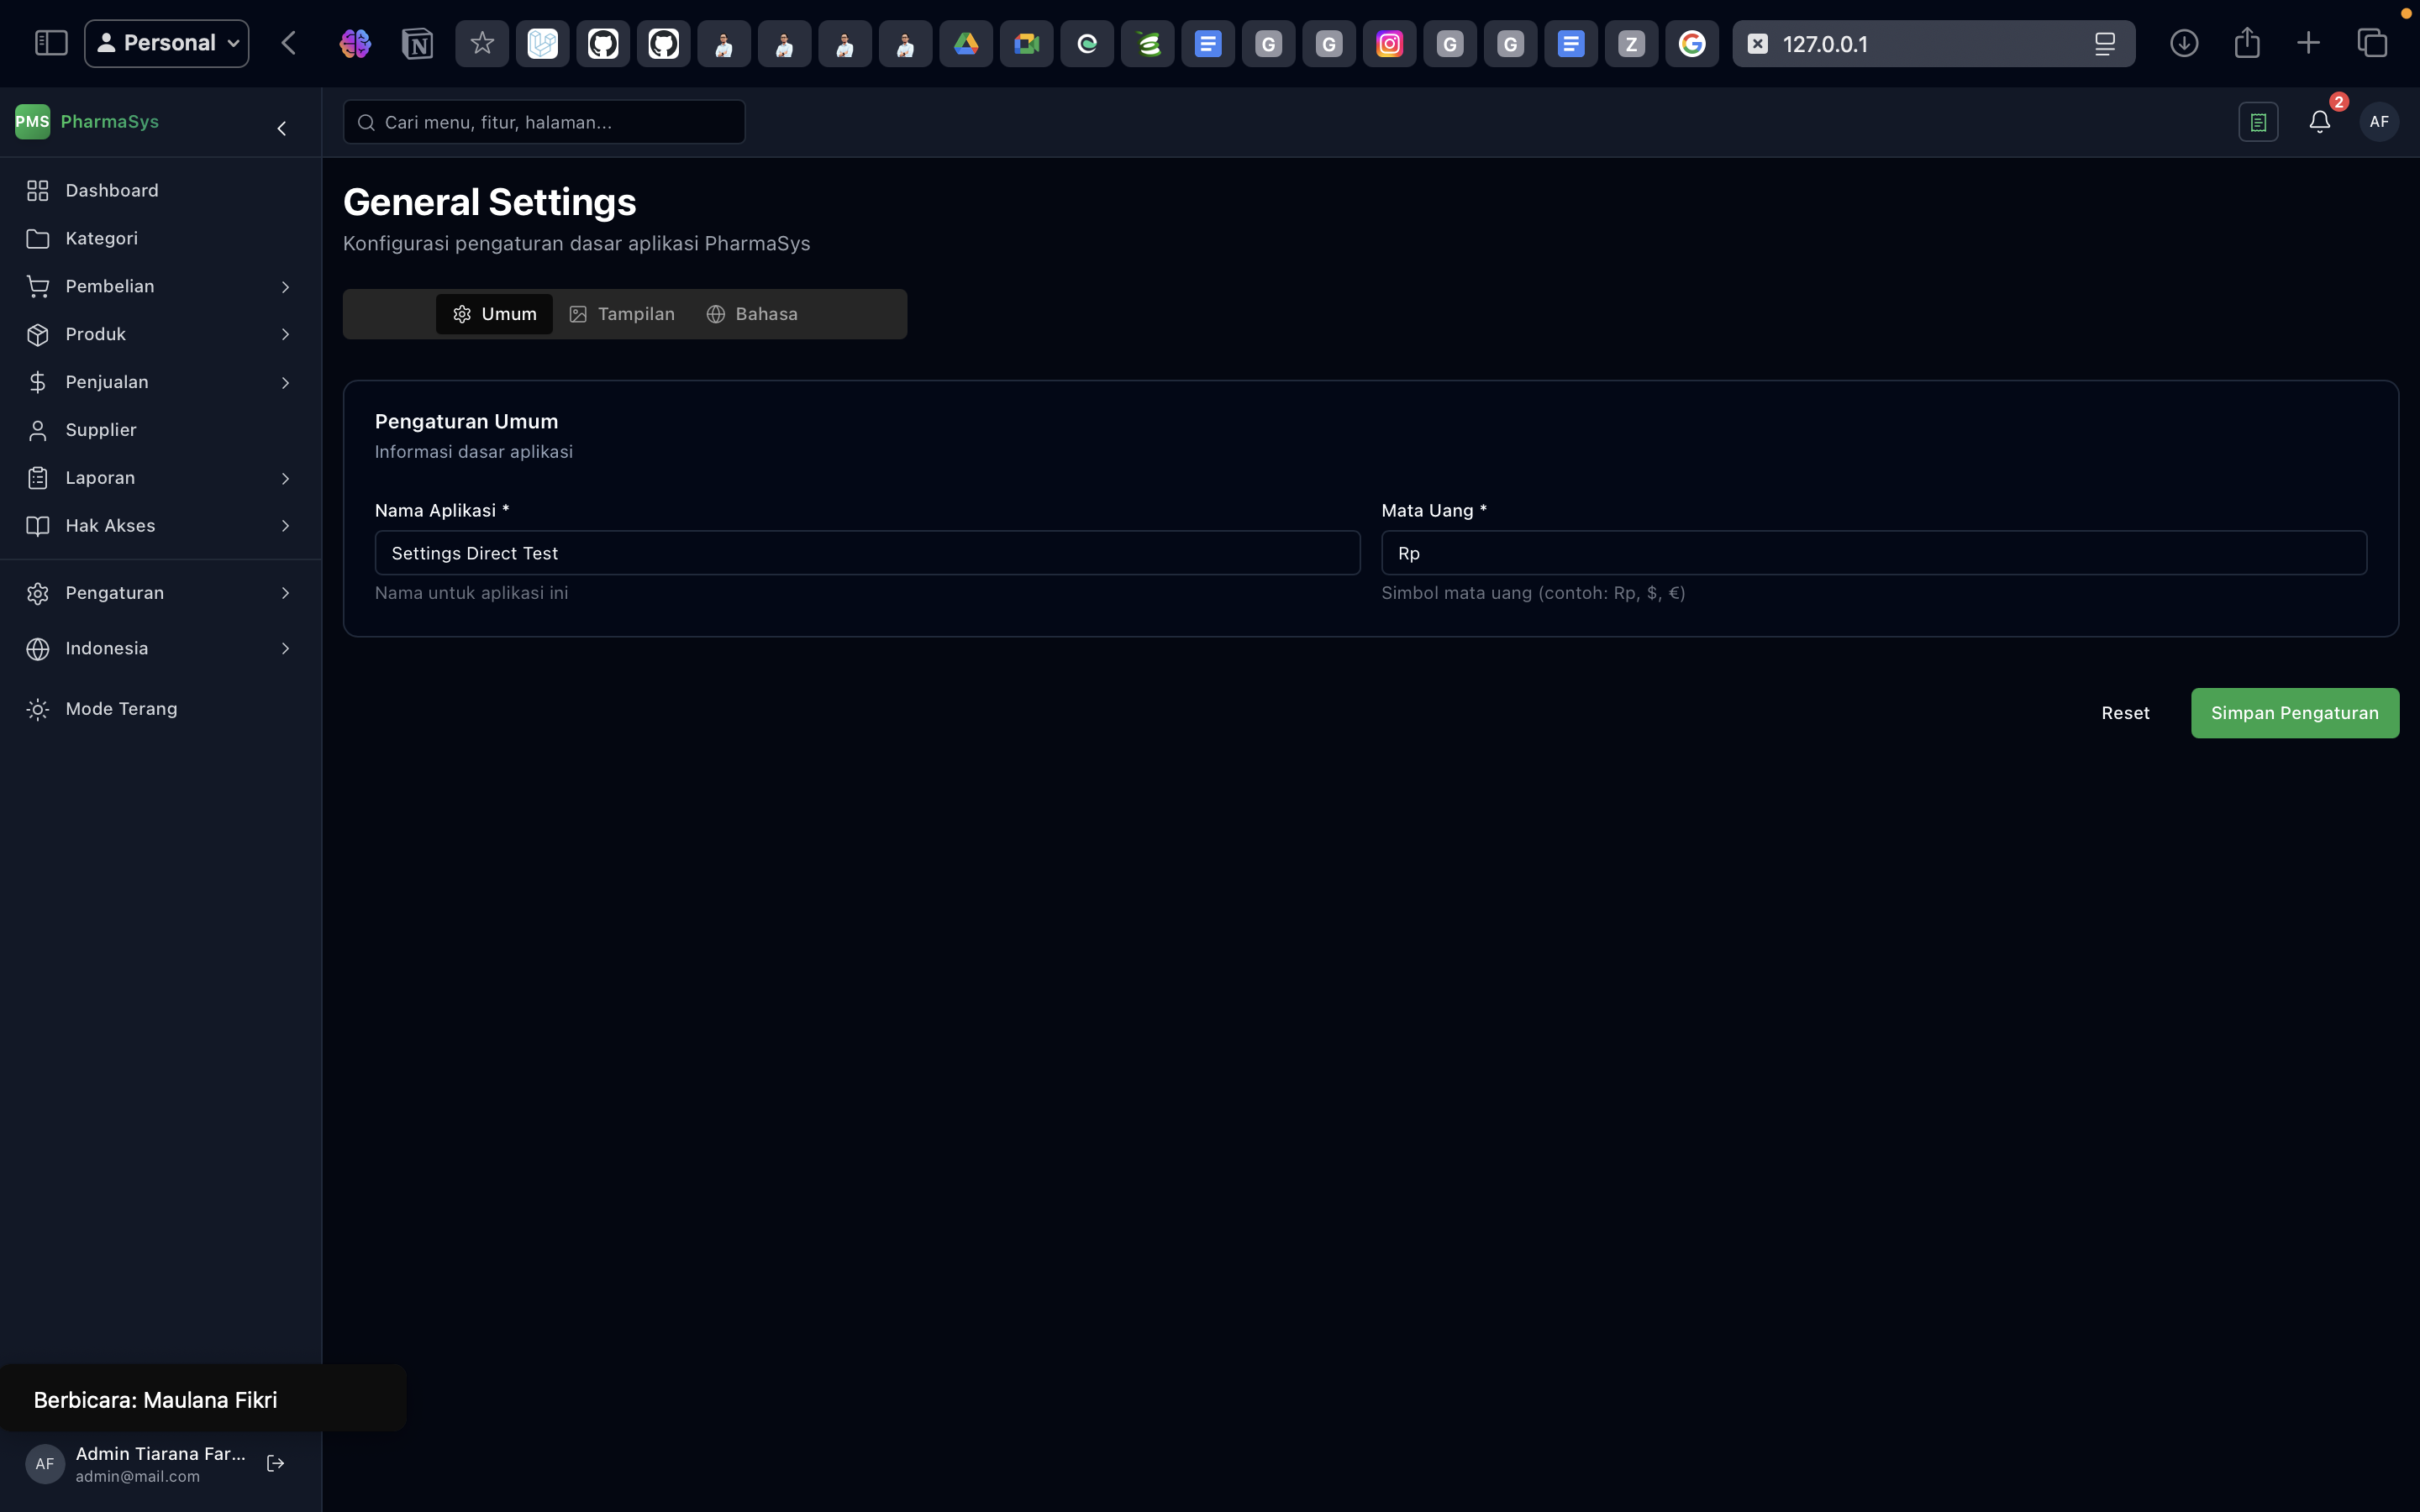 Personal
127.0.0.1
PMS PharmaSys
Cari menu, fitur, halaman...
2
AF
Dashboard
Kategori
Pembelian
Produk
Penjualan
Supplier
Laporan
Hak Akses
Pengaturan
Indonesia
Mode Terang
General Settings
Konfigurasi pengaturan dasar aplikasi PharmaSys
Umum Tampilan Bahasa
Pengaturan Umum
Informasi dasar aplikasi
Nama Aplikasi *
Settings Direct Test
Nama untuk aplikasi ini
Mata Uang *
Rp
Simbol mata uang (contoh: Rp, $, €)
Reset Simpan Pengaturan
Berbicara: Maulana Fikri
AF
Admin Tiarana Far...
admin@mail.com